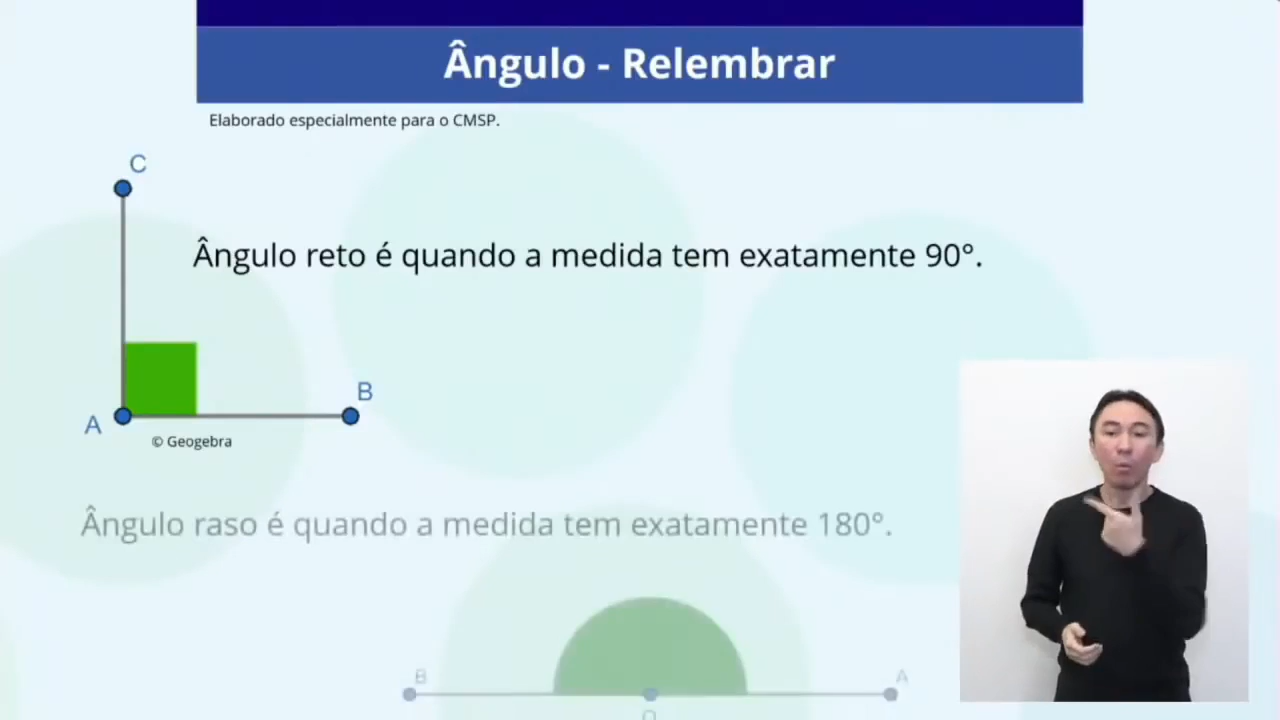 Ângulo - Relembrar
Elaborado especialmente para o CMSP.
C
Ângulo reto é quando a medida tem exatamente 90°.
B
A
© Geogebra
Ângulo raso é quando a medida tem exatamente 180°.
B
A